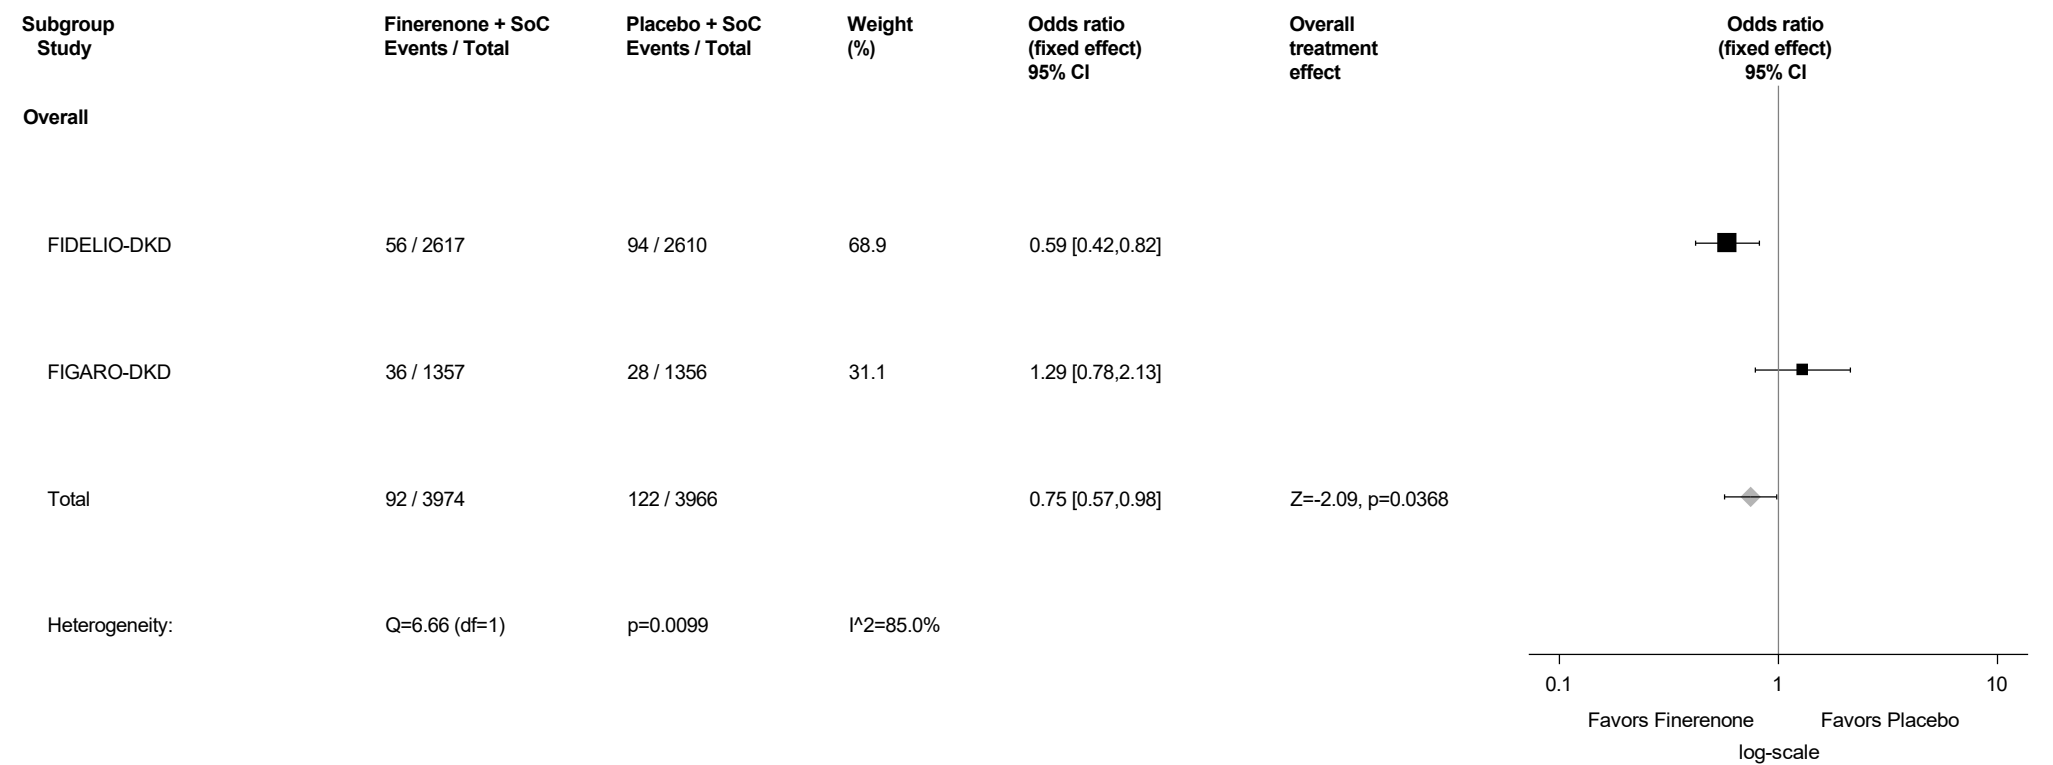 Subgroup Finerenone + SoC Placebo + SoC Weight Odds ratio Overall Odds ratio
Study Events / Total Events / Total (%) (fixed effect) treatment (fixed effect)
95% CI effect 95% CI
Overall
FIDELIO-DKD 56 / 2617 94 / 2610 68.9 0.59 [0.42,0.82]
FIGARO-DKD 36 / 1357 28 / 1356 31.1 1.29 [0.78,2.13]
Total 92 / 3974 122 / 3966 0.75 [0.57,0.98] Z=-2.09, p=0.0368
Heterogeneity: Q=6.66 (df=1) p=0.0099 I^2=85.0%
0.1 1 10
Favors Finerenone Favors Placebo
log-scale